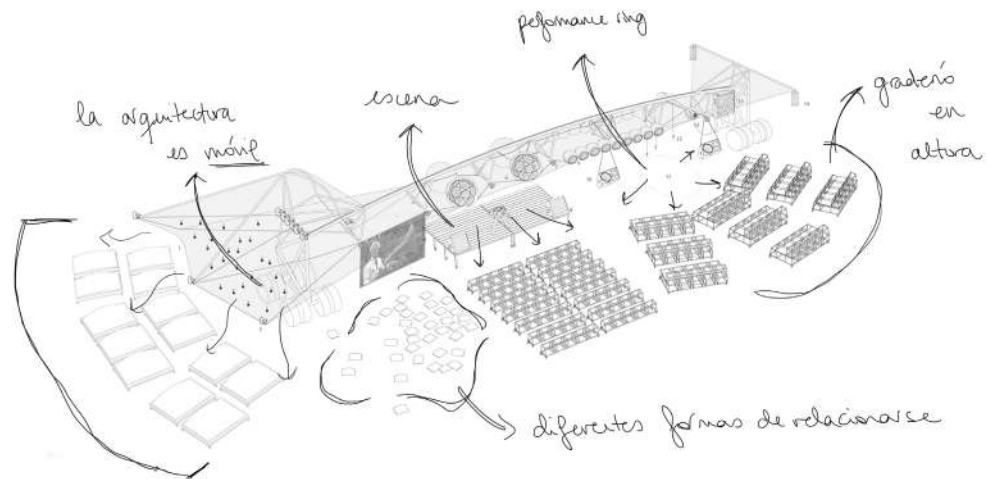 pefomance ring
escena
la arquitectura
es móvil
graderío
en
altura
diferentes formas de relacionarse